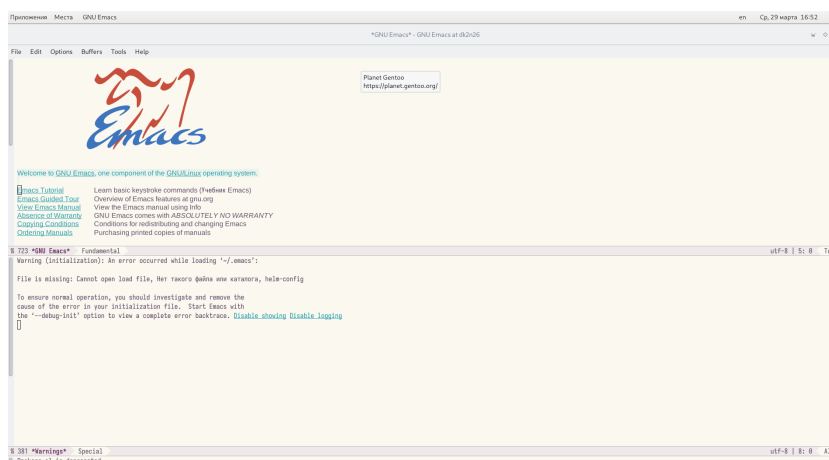 Приложения Места GNU Emacs en Ср, 29 марта 16:52
*GNU Emacs* - GNU Emacs at dk2n26
File Edit Options Buffers Tools Help
Planet Gentoo
https://planet.gentoo.org/
Emacs
Welcome to GNU Emacs, one component of the GNU/Linux operating system.
Emacs Tutorial Learn basic keystroke commands (Учебник Emacs)
Emacs Guided Tour Overview of Emacs features at gnu.org
View Emacs Manual View the Emacs manual using Info
Absence of Warranty GNU Emacs comes with ABSOLUTELY NO WARRANTY
Copying Conditions Conditions for redistributing and changing Emacs
Ordering Manuals Purchasing printed copies of manuals
% 723 *GNU Emacs* Fundamental utf-8 | 5: 0
Warning (initialization): An error occurred while loading ‘~/.emacs’:
File is missing: Cannot open load file, Нет такого файла или каталога, helm-config
To ensure normal operation, you should investigate and remove the
cause of the error in your initialization file. Start Emacs with
the ‘--debug-init’ option to view a complete error backtrace. Disable showing Disable logging
% 381 *Warnings* Special utf-8 | 8: 0